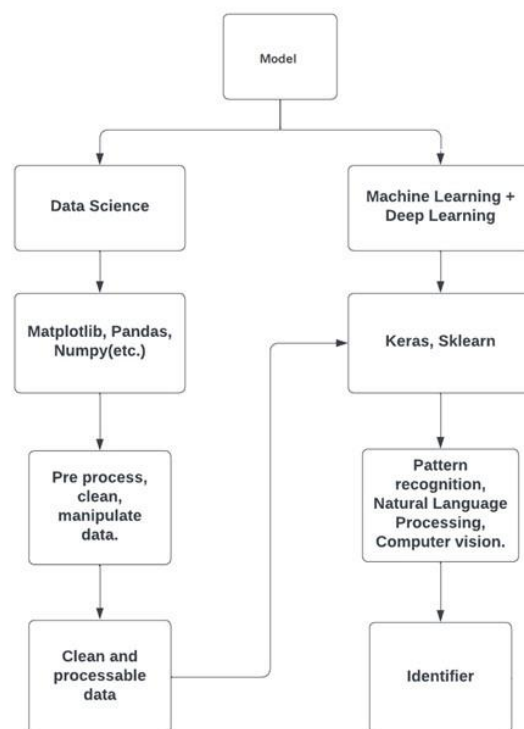 Model
Data Science
Machine Learning +
Deep Learning
Matplotlib, Pandas,
Numpy(etc.)
Keras, Sklearn
Pre process,
clean,
manipulate
data.
Pattern
recognition,
Natural Language
Processing,
Computer vision.
Clean and
processable
data
Identifier